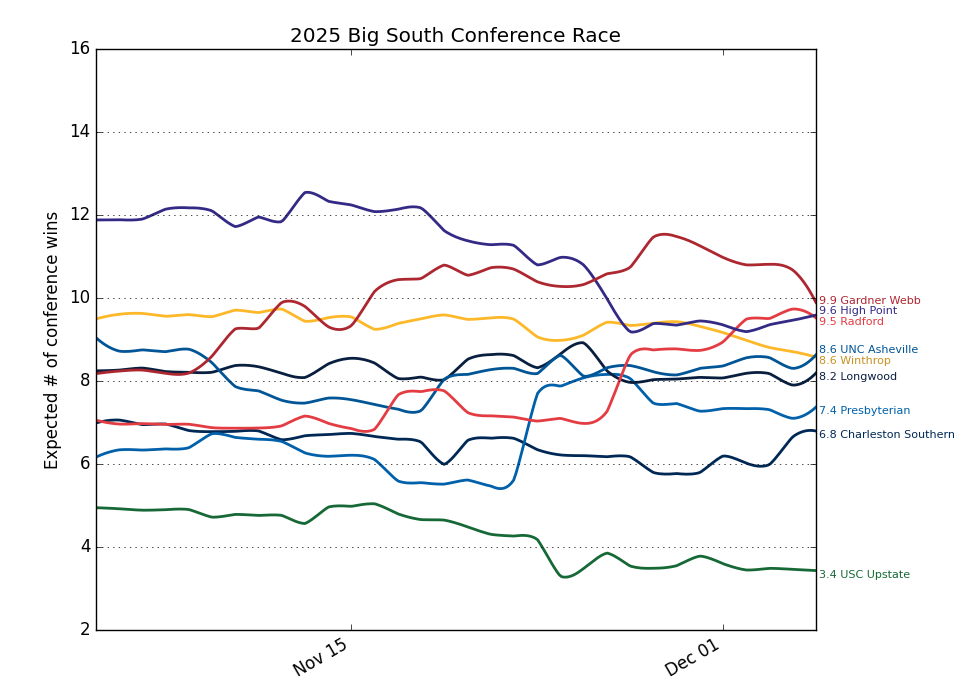 2025 Big South Conference Race
Expected # of conference wins
16
14
12
10
8
6
4
2
Nov 15
Dec 01
9.9 Gardner Webb
9.6 High Point
9.5 Radford
8.6 UNC Asheville
8.6 Winthrop
8.2 Longwood
7.4 Presbyterian
6.8 Charleston Southern
3.4 USC Upstate